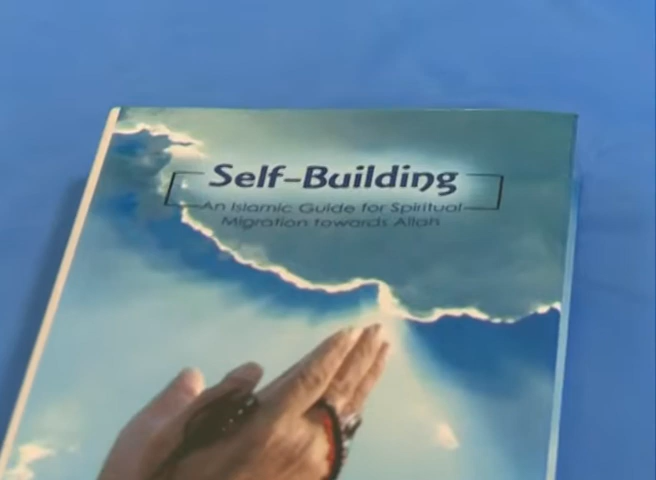 Self-Building
An Islamic Guide for Spiritual
Migration towards Allah